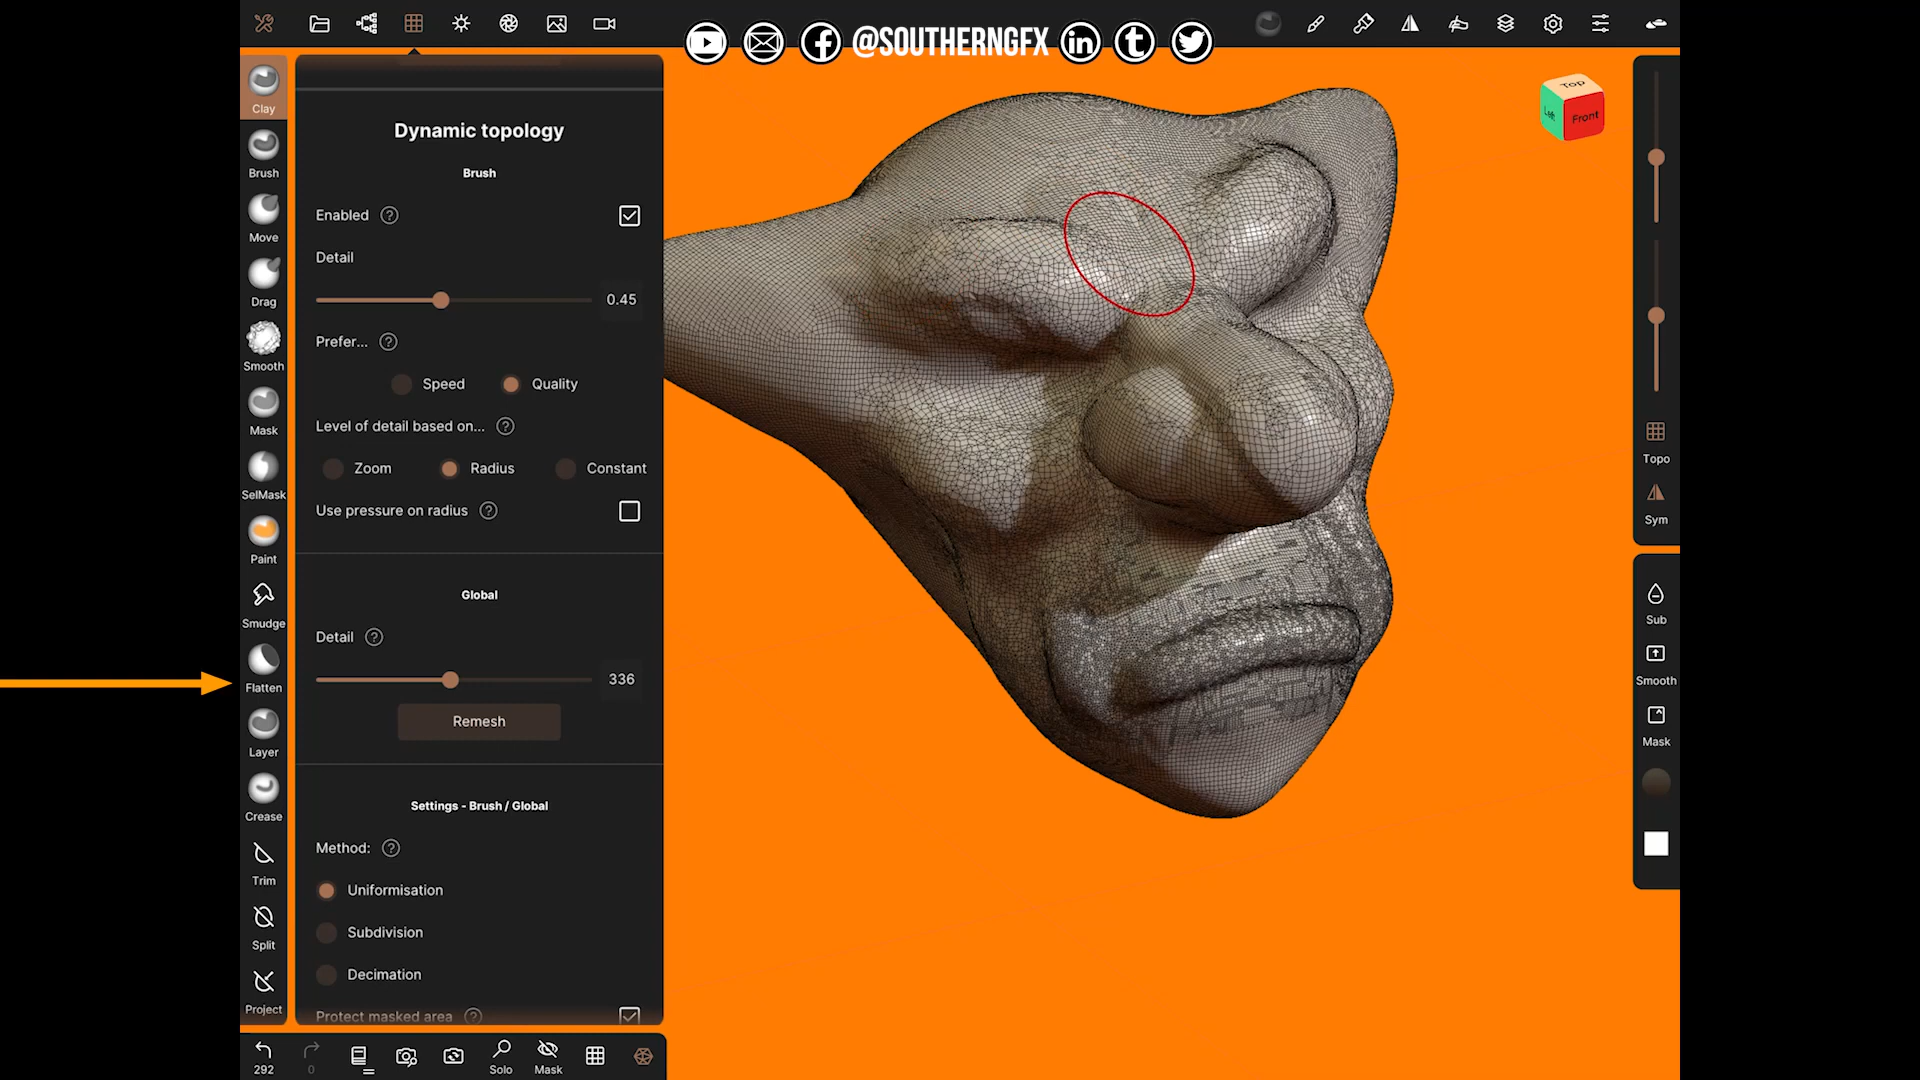 @SOUTHERNGFX
Clay
Brush
Move
Drag
Smooth
Mask
SelMask
Paint
Smudge
Flatten
Layer
Crease
Trim
Split
Project
Dynamic topology
Brush
Enabled ?
Detail
0.45
Prefer... ?
Speed Quality
Level of detail based on... ?
Zoom Radius Constant
Use pressure on radius ?
Global
Detail ?
336
Remesh
Settings - Brush / Global
Method: ?
Uniformisation
Subdivision
Decimation
Protect masked area ?
Top
Left
Front
Topo
Sym
Sub
Smooth
Mask
292
0
Solo
Mask